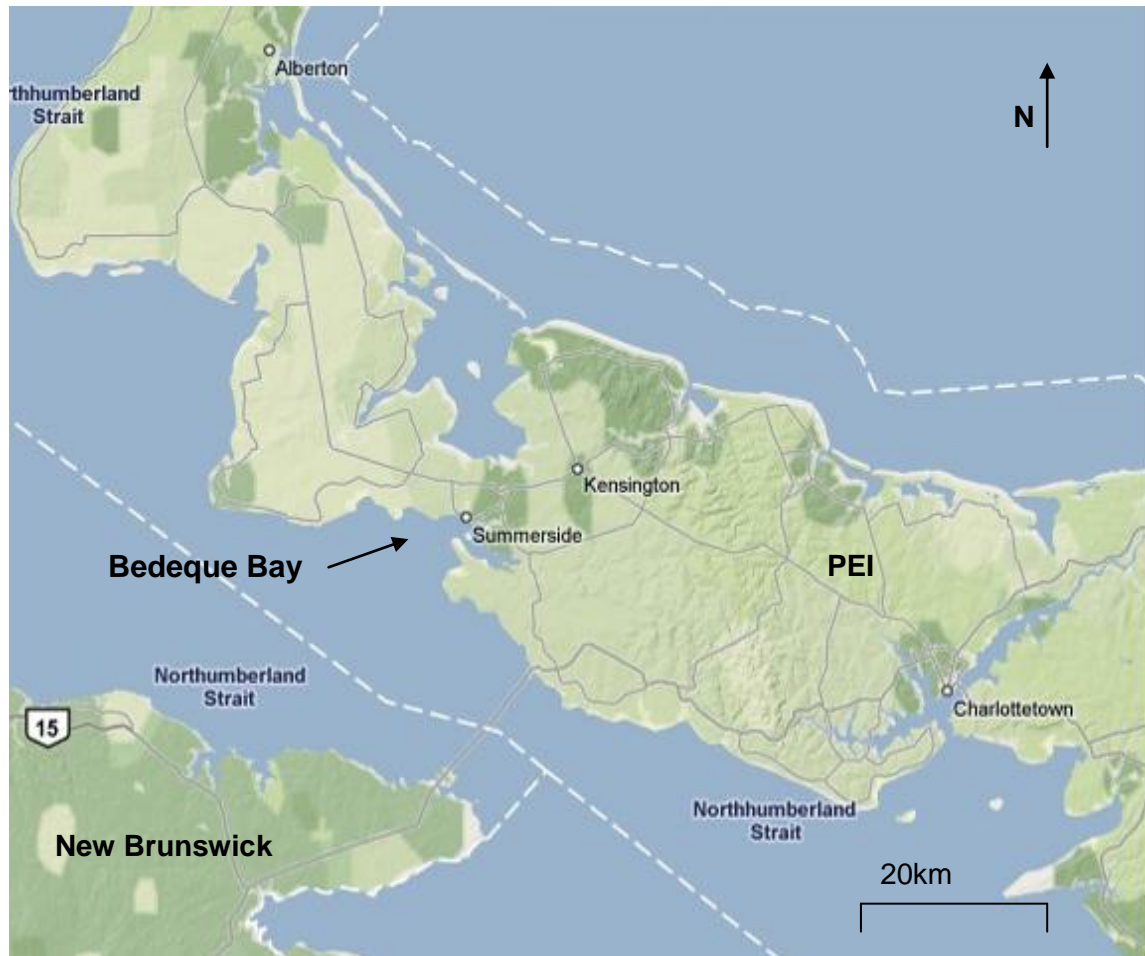 Alberton
rthhumberland
Strait
N
Kensington
Summerside
Bedeque Bay
PEI
Northumberland
Strait
Charlottetown
15
Northhumberland
Strait
New Brunswick
20km